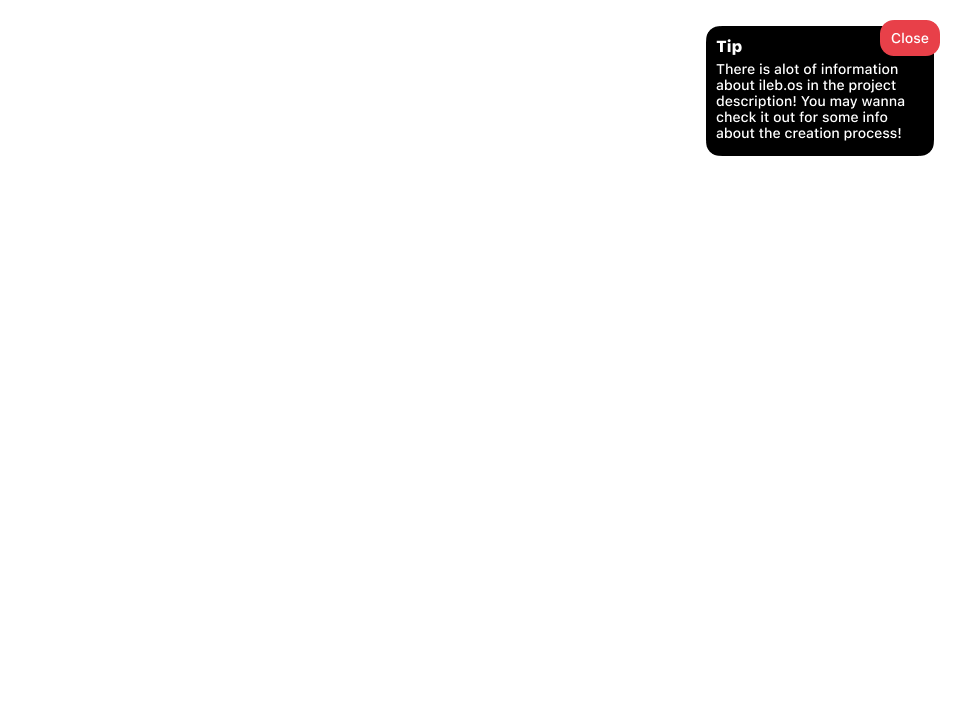 Close
Tip
There is alot of information
about ileb.os in the project
description! You may wanna
check it out for some info
about the creation process!